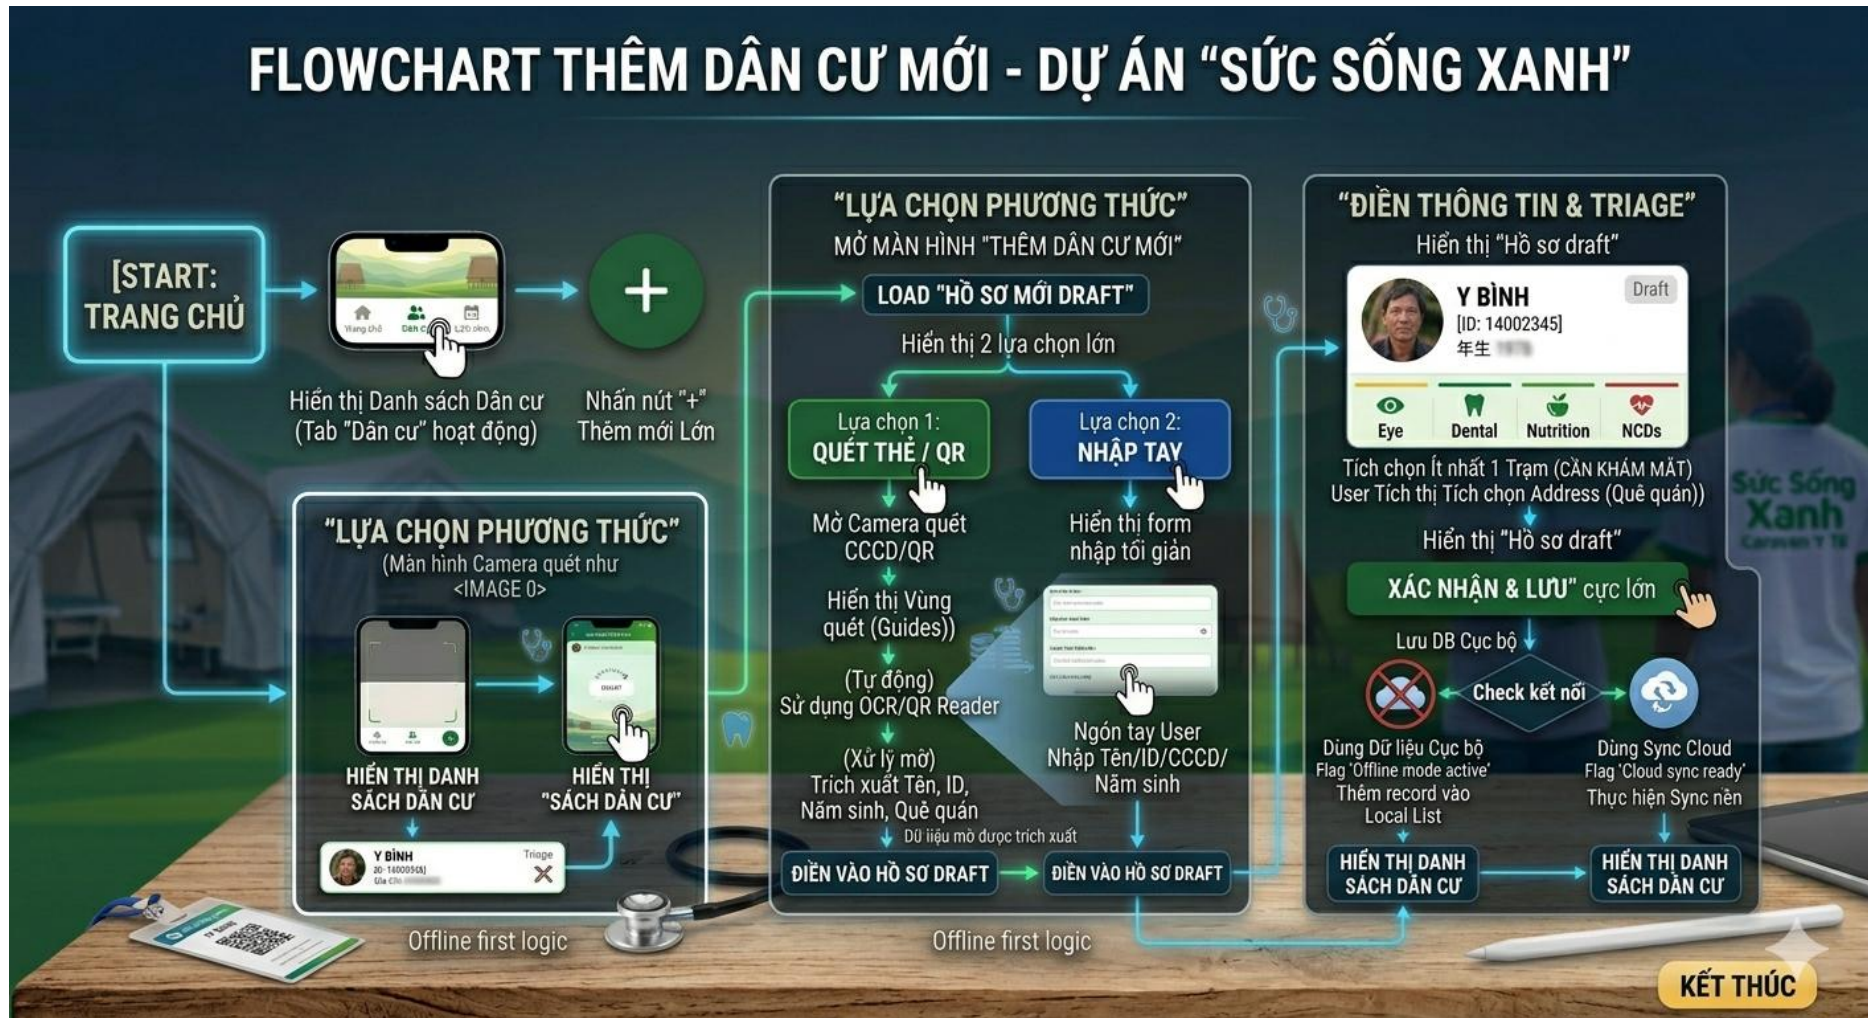 FLOWCHART THÊM DÂN CƯ MỚI - DỰ ÁN “SỨC SỐNG XANH”
[START:
TRANG CHỦ
Hiển thị Danh sách Dân cư
(Tab "Dân cư" hoạt động)
Nhấn nút "+"
Thêm mới Lớn
“LỰA CHỌN PHƯƠNG THỨC”
(Màn hình Camera quét như
<IMAGE 0>
HIỂN THỊ DANH
SÁCH DÂN CƯ
HIỂN THỊ
"SÁCH DÂN CƯ"
Y BÌNH
Triage
Offline first logic
“LỰA CHỌN PHƯƠNG THỨC”
MỞ MÀN HÌNH "THÊM DÂN CƯ MỚI"
LOAD "HỒ SƠ MỚI DRAFT"
Hiển thị 2 lựa chọn lớn
Lựa chọn 1:
QUÉT THẺ / QR
Mở Camera quét
CCCD/QR
Hiển thị Vùng
quét (Guides))
(Tự động)
Sử dụng OCR/QR Reader
(Xử lý mờ)
Trích xuất Tên, ID,
Năm sinh, Quê quán
Dữ liệu mờ được trích xuất
ĐIỀN VÀO HỒ SƠ DRAFT
Lựa chọn 2:
NHẬP TAY
Hiển thị form
nhập tối giản
Ngón tay User
Nhập Tên/ID/CCCD/
Năm sinh
ĐIỀN VÀO HỒ SƠ DRAFT
Offline first logic
“ĐIỀN THÔNG TIN & TRIAGE”
Hiển thị "Hồ sơ draft"
Y BÌNH
Draft
[ID: 14002345]
年生
Eye
Dental
Nutrition
NCDs
Tích chọn Ít nhất 1 Trạm (CẦN KHÁM MẮT)
User Tích thị Tích chọn Address (Quê quán))
Hiển thị "Hồ sơ draft"
XÁC NHẬN & LƯU" cực lớn
Lưu DB Cục bộ
Check kết nối
Dùng Dữ liệu Cục bộ
Flag 'Offline mode active'
Thêm record vào
Local List
HIỂN THỊ DANH
SÁCH DÂN CƯ
Dùng Sync Cloud
Flag 'Cloud sync ready'
Thực hiện Sync nền
HIỂN THỊ DANH
SÁCH DÂN CƯ
Sức Sống
Xanh
KẾT THÚC